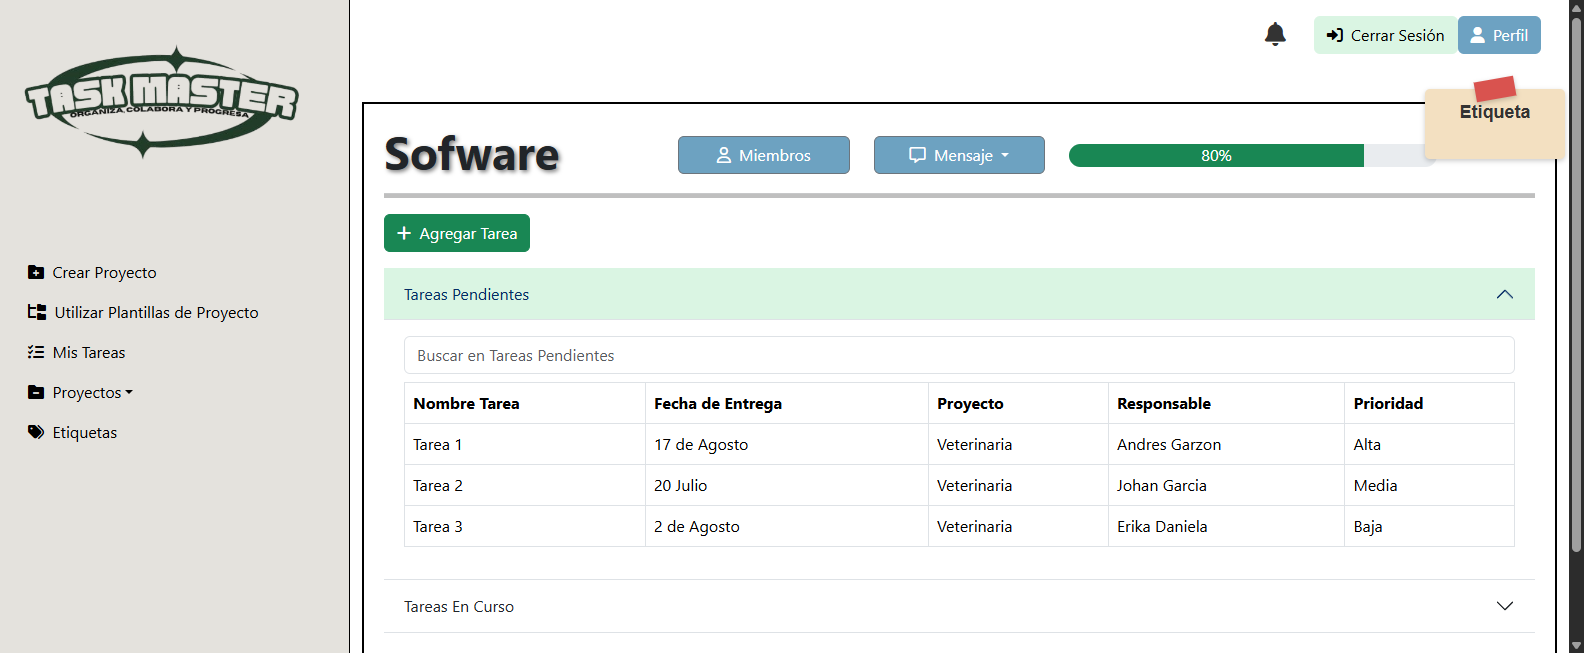 TASK MASTER
ORGANIZA, COLABORA Y PROGRESA
Crear Proyecto
Utilizar Plantillas de Proyecto
Mis Tareas
Proyectos
Etiquetas
Cerrar Sesión
Perfil
Etiqueta
Sofware
Miembros
Mensaje
80%
Agregar Tarea
Tareas Pendientes
Buscar en Tareas Pendientes
Nombre Tarea Fecha de Entrega Proyecto Responsable Prioridad
Tarea 1 17 de Agosto Veterinaria Andres Garzon Alta
Tarea 2 20 Julio Veterinaria Johan Garcia Media
Tarea 3 2 de Agosto Veterinaria Erika Daniela Baja
Tareas En Curso